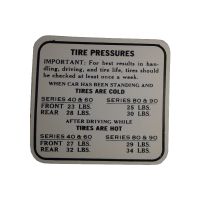 TIRE PRESSURES
IMPORTANT: For best results in han-
dling, driving, and tire life, tires should
be checked at least once a week.
WHEN CAR HAS BEEN STANDING AND
TIRES ARE COLD
SERIES 40 & 60 SERIES 80 & 90
FRONT 23 LBS. 25 LBS.
REAR 28 LBS. 30 LBS.
AFTER DRIVING WHILE
TIRES ARE HOT
SERIES 40 & 60 SERIES 80 & 90
FRONT 27 LBS. 29 LBS.
REAR 32 LBS. 34 LBS.